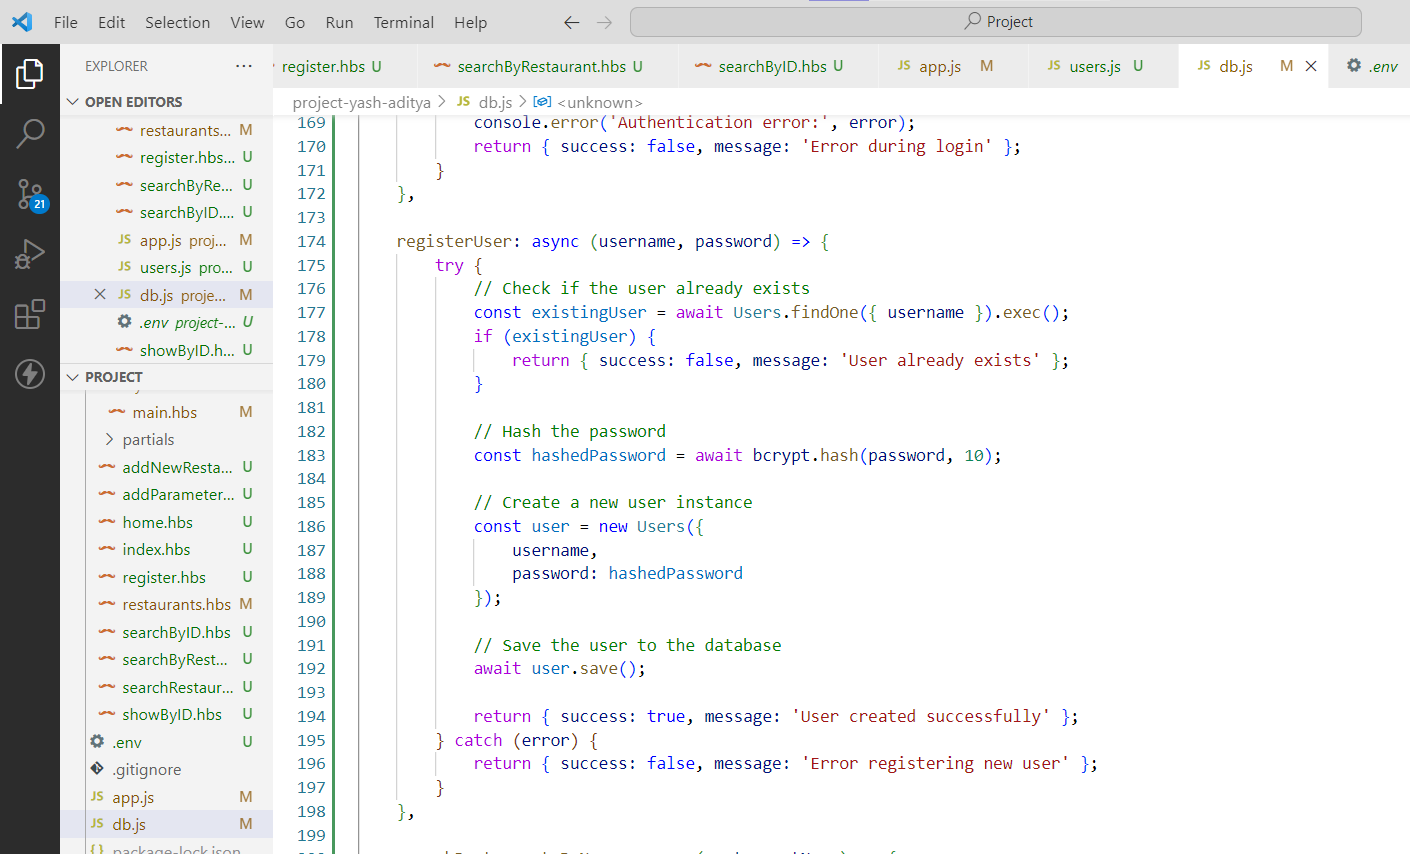 File Edit Selection View Go Run Terminal Help
Project
EXPLORER ...
register.hbs U
searchByRestaurant.hbs U
searchByID.hbs U
JS app.js M
JS users.js U
JS db.js M
.env
OPEN EDITORS
restaurants... M
register.hbs... U
searchByRe... U
searchByID.... U
JS app.js proj... M
JS users.js pro... U
JS db.js proje... M
.env project-... U
showByID.h... U
PROJECT
main.hbs M
partials
addNewResta... U
addParameter... U
home.hbs U
index.hbs U
register.hbs U
restaurants.hbs M
searchByID.hbs U
searchByRest... U
searchRestaur... U
showByID.hbs U
.env U
.gitignore
JS app.js M
JS db.js M
{} package-lock.json
21
project-yash-aditya > JS db.js > <unknown>
169 console.error('Authentication error:', error);
170 return { success: false, message: 'Error during login' };
171 }
172 },
173
174 registerUser: async (username, password) => {
175 try {
176 // Check if the user already exists
177 const existingUser = await Users.findOne({ username }).exec();
178 if (existingUser) {
179 return { success: false, message: 'User already exists' };
180 }
181
182 // Hash the password
183 const hashedPassword = await bcrypt.hash(password, 10);
184
185 // Create a new user instance
186 const user = new Users({
187 username,
188 password: hashedPassword
189 });
190
191 // Save the user to the database
192 await user.save();
193
194 return { success: true, message: 'User created successfully' };
195 } catch (error) {
196 return { success: false, message: 'Error registering new user' };
197 }
198 },
199